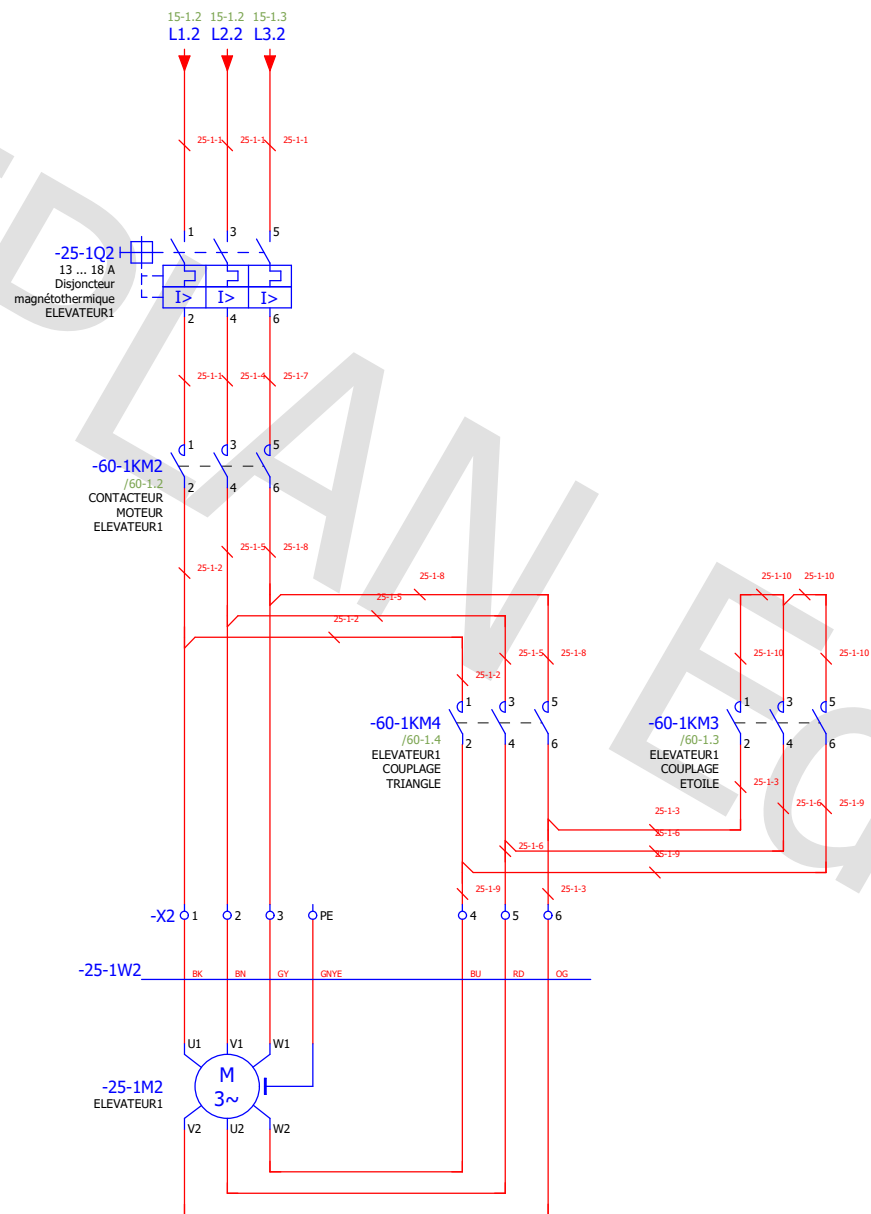 15-1.2 15-1.2 15-1.3
L1.2 L2.2 L3.2
25-1-1 25-1-1 25-1-1
1 3 5
-25-1Q2
13 ... 18 A
Disjoncteur
magnétothermique
ELEVATEUR1
I> I> I>
2 4 6
25-1-1 25-1-4 25-1-7
1 3 5
-60-1KM2
/60-1.2
CONTACTEUR
MOTEUR
ELEVATEUR1
2 4 6
25-1-2 25-1-5 25-1-8
25-1-8 25-1-10 25-1-10
25-1-5
25-1-2
25-1-2 25-1-5 25-1-8 25-1-10 25-1-10
1 3 5 1 3 5
-60-1KM4
/60-1.4
ELEVATEUR1
COUPLAGE
TRIANGLE
2 4 6
-60-1KM3
/60-1.3
ELEVATEUR1
COUPLAGE
ETOILE
2 4 6
25-1-3 25-1-6 25-1-9
25-1-3
25-1-6
25-1-9
25-1-6
25-1-9 25-1-3
-X2 1 2 3 PE 4 5 6
-25-1W2
BK BN GY GNYE BU RD OG
U1 V1 W1
-25-1M2
ELEVATEUR1
M
3~
V2 U2 W2